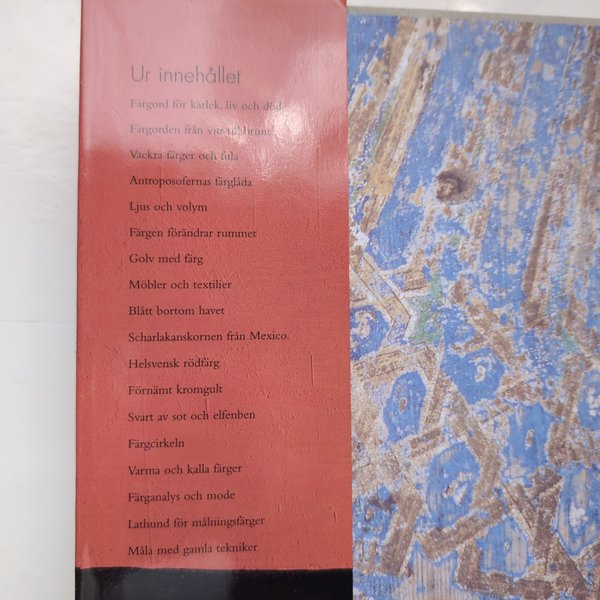 Ur innehållet
Färgord för kärlek, liv och död
Färgorden från vitt till brunt
Vackra färger och fula
Antroposofernas färglåda
Ljus och volym
Färgen förändrar rummet
Golv med färg
Möbler och textilier
Blått bortom havet
Scharlakanskornen från Mexico
Helsvensk rödfärg
Förnämt kromgult
Svart av sot och elfenben
Färgcirkeln
Varma och kalla färger
Färganalys och mode
Lathund för målningsfärger
Måla med gamla tekniker